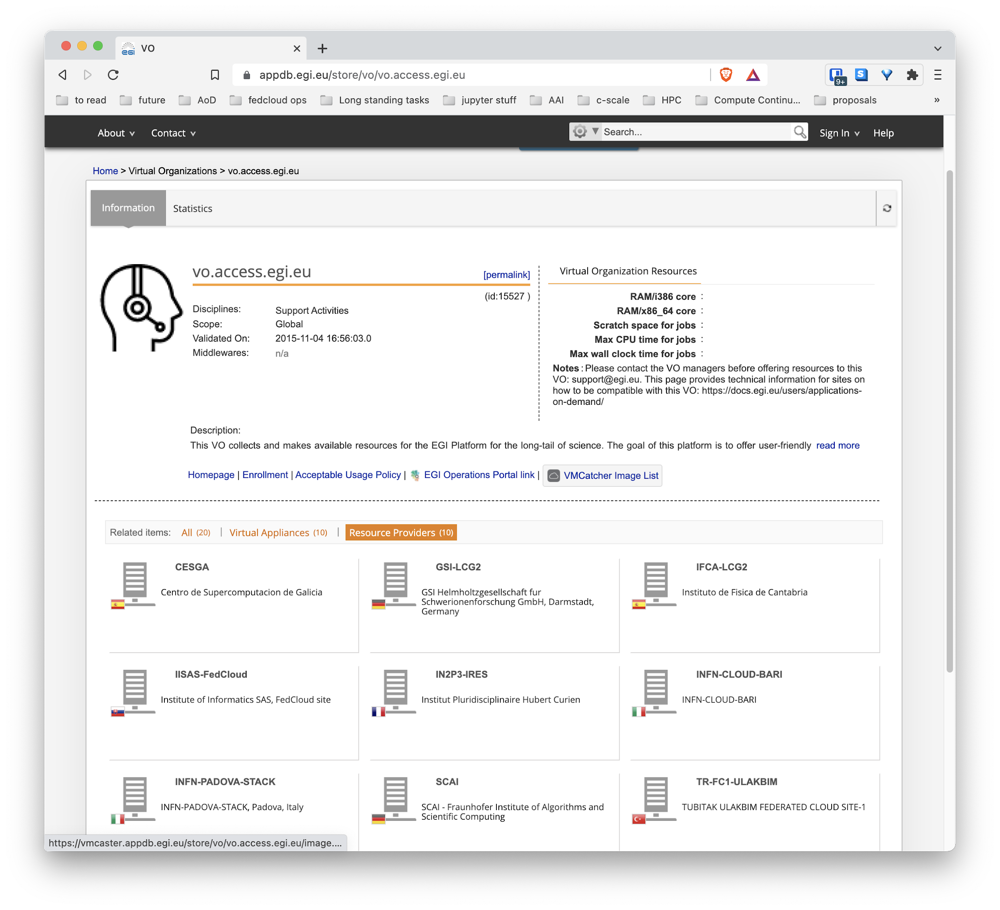 VO
appdb.egi.eu/store/vo/vo.access.egi.eu
S
9+
to read future AoD fedcloud ops Long standing tasks jupyter stuff AAI c-scale HPC Compute Continu... proposals »
About Contact Search... Sign In Help
Home > Virtual Organizations > vo.access.egi.eu
Information Statistics
vo.access.egi.eu [permalink]
(id:15527 )
Disciplines: Support Activities
Scope: Global
Validated On: 2015-11-04 16:56:03.0
Middlewares: n/a
Virtual Organization Resources
RAM/i386 core :
RAM/x86_64 core :
Scratch space for jobs :
Max CPU time for jobs :
Max wall clock time for jobs :
Notes : Please contact the VO managers before offering resources to this
VO: support@egi.eu. This page provides technical information for sites on
how to be compatible with this VO: https://docs.egi.eu/users/applications-
on-demand/
Description:
This VO collects and makes available resources for the EGI Platform for the long-tail of science. The goal of this platform is to offer user-friendly read more
Homepage | Enrollment | Acceptable Usage Policy | EGI Operations Portal link | VMCatcher Image List
Related items: All (20) | Virtual Appliances (10) | Resource Providers (10)
CESGA
Centro de Supercomputacion de Galicia
GSI-LCG2
GSI Helmholtzgesellschaft fur
Schwerionenforschung GmbH, Darmstadt,
Germany
IFCA-LCG2
Instituto de Fisica de Cantabria
IISAS-FedCloud
Institute of Informatics SAS, FedCloud site
IN2P3-IRES
Institut Pluridisciplinaire Hubert Curien
INFN-CLOUD-BARI
INFN-CLOUD-BARI
INFN-PADOVA-STACK
INFN-PADOVA-STACK, Padova, Italy
SCAI
SCAI - Fraunhofer Institute of Algorithms and
Scientific Computing
TR-FC1-ULAKBIM
TUBITAK ULAKBIM FEDERATED CLOUD SITE-1
https://vmcaster.appdb.egi.eu/store/vo/vo.access.egi.eu/image....